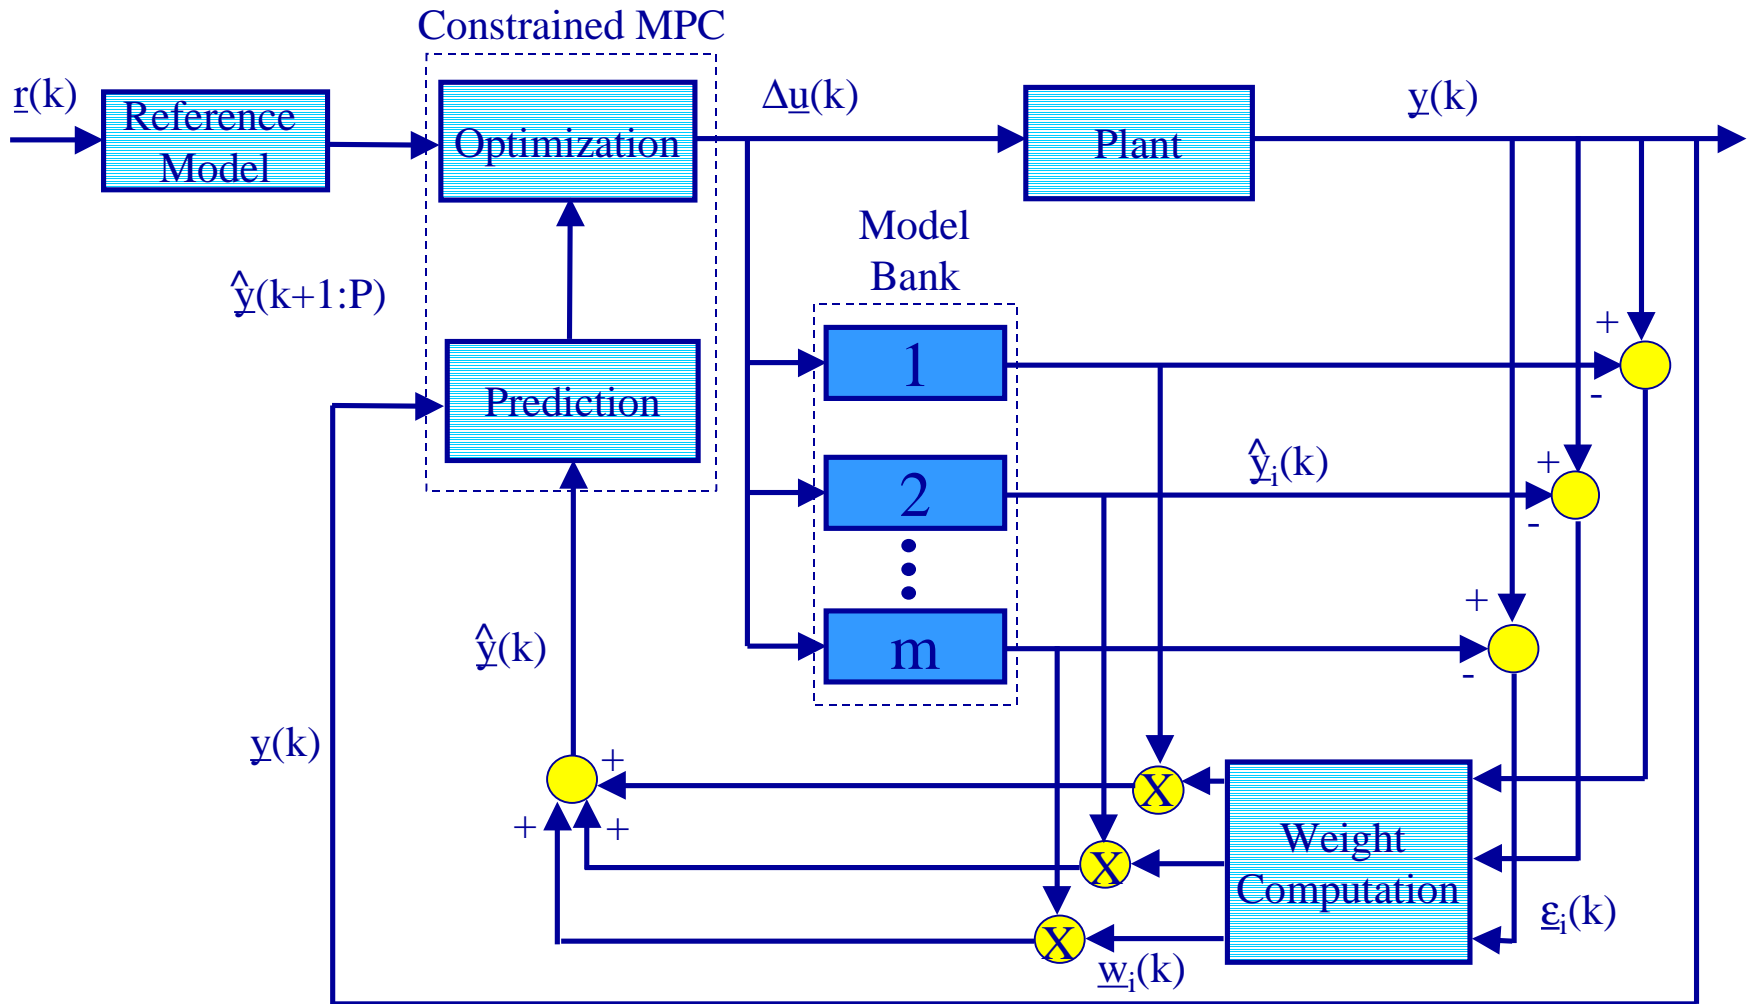 Constrained MPC
r(k)
Reference
Model
Optimization
Δu(k)
Plant
y(k)
Model
Bank
ŷ(k+1:P)
Prediction
1
+
-
2
ŷᵢ(k)
+
-
m
+
-
ŷ(k)
y(k)
+
+
+
X
X
X
Weight
Computation
εᵢ(k)
wᵢ(k)